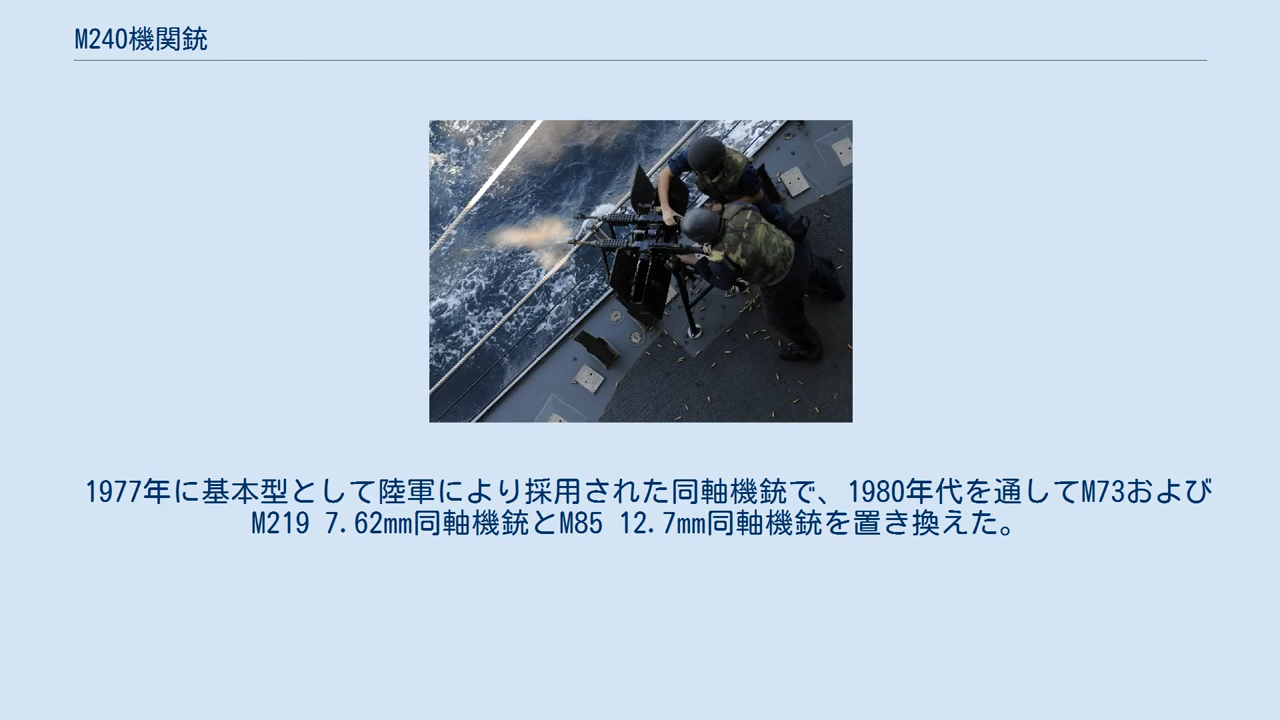 M240機関銃
1977年に基本型として陸軍により採用された同軸機銃で、1980年代を通してM73および
M219 7.62mm同軸機銃とM85 12.7mm同軸機銃を置き換えた。